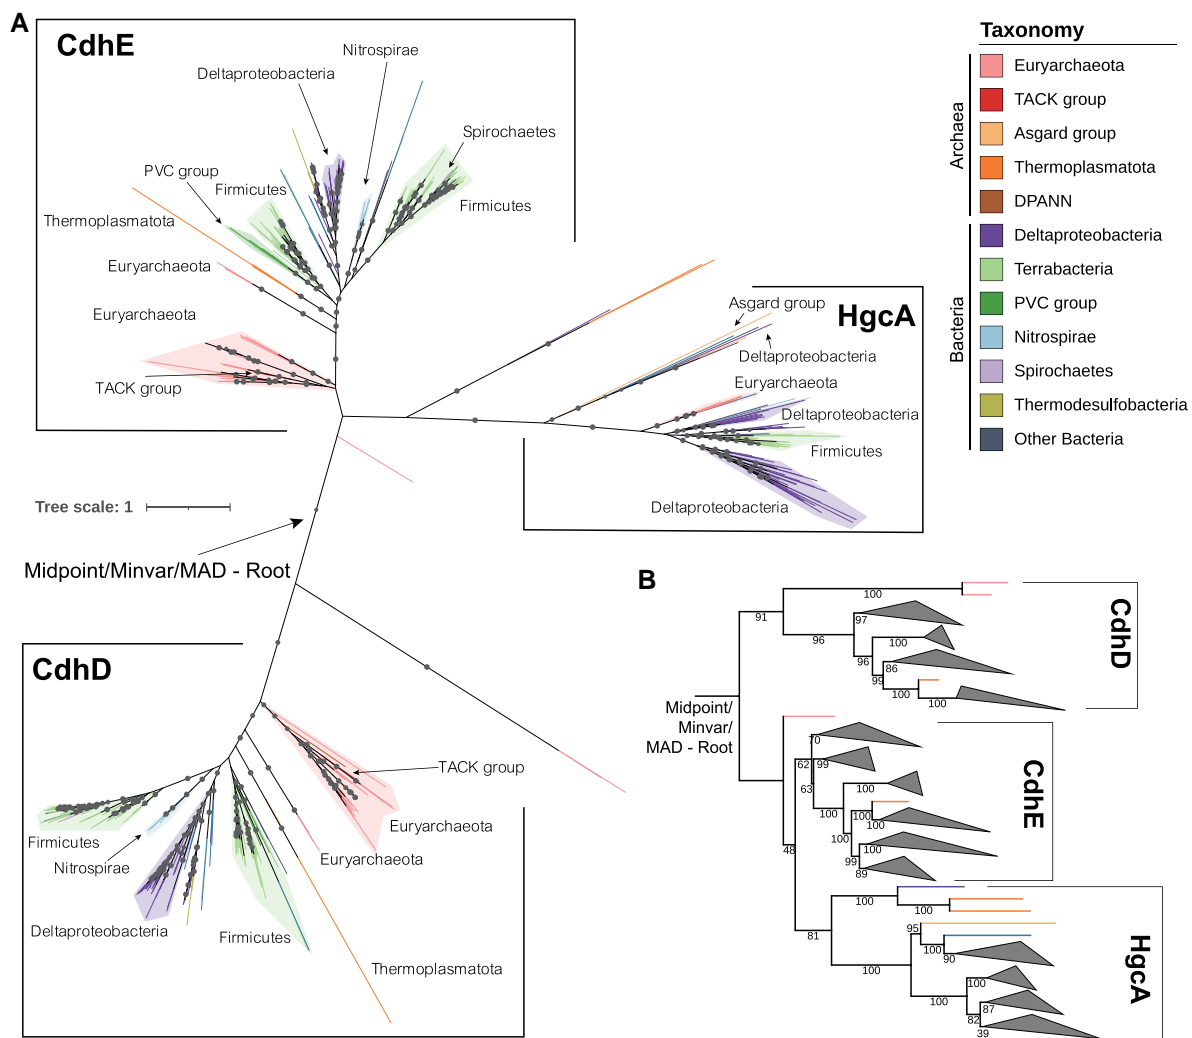 A
CdhE
Nitrospirae
Deltaproteobacteria
Spirochaetes
PVC group
Firmicutes
Firmicutes
Thermoplasmatota
Euryarchaeota
Euryarchaeota
TACK group
Taxonomy
Archaea
Euryarchaeota
TACK group
Asgard group
Thermoplasmatota
DPANN
Bacteria
Deltaproteobacteria
Terrabacteria
PVC group
Nitrospirae
Spirochaetes
Thermodesulfobacteria
Other Bacteria
HgcA
Asgard group
Deltaproteobacteria
Euryarchaeota
Deltaproteobacteria
Firmicutes
Deltaproteobacteria
Tree scale: 1
Midpoint/Minvar/MAD - Root
CdhD
TACK group
Euryarchaeota
Euryarchaeota
Firmicutes
Nitrospirae
Deltaproteobacteria
Firmicutes
Thermoplasmatota
B
Midpoint/
Minvar/
MAD - Root
CdhD
91
100
96
97
96
100
99
86
100
100
CdhE
48
70
62
99
63
100
100
100
100
100
99
100
89
HgcA
81
100
100
100
95
100
90
100
100
82
87
39